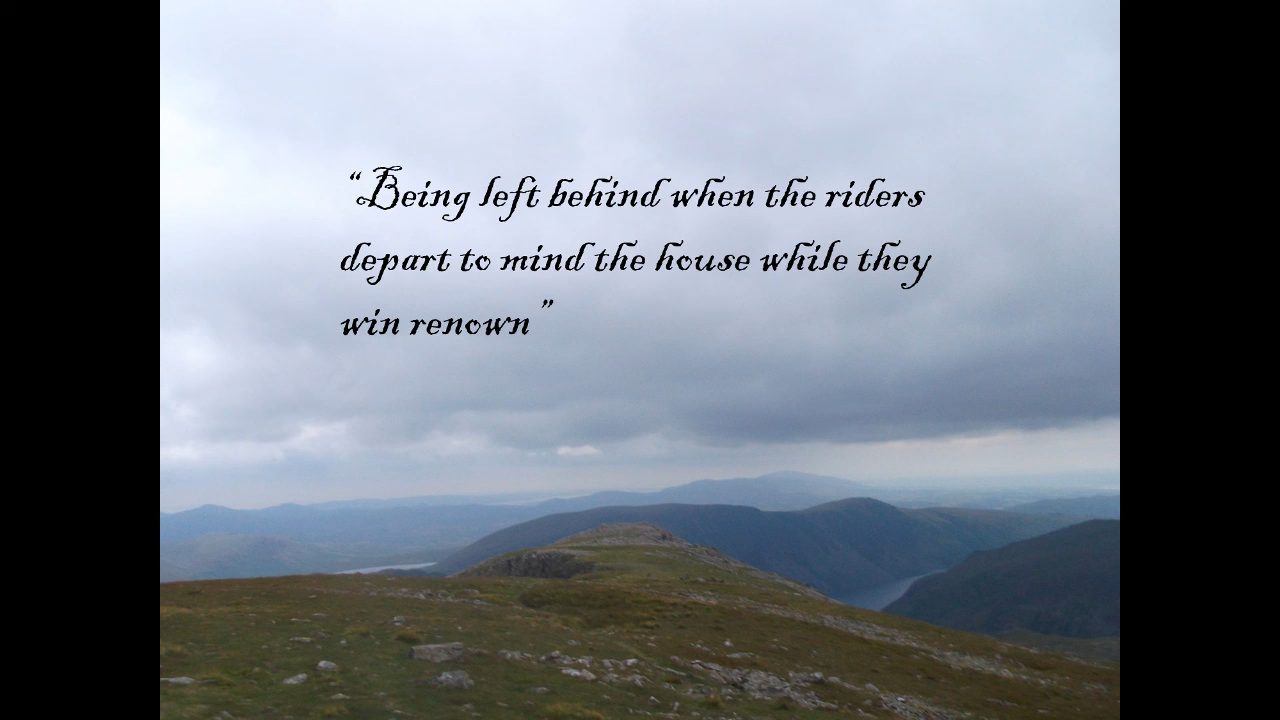 “Being left behind when the riders
depart to mind the house while they
win renown”